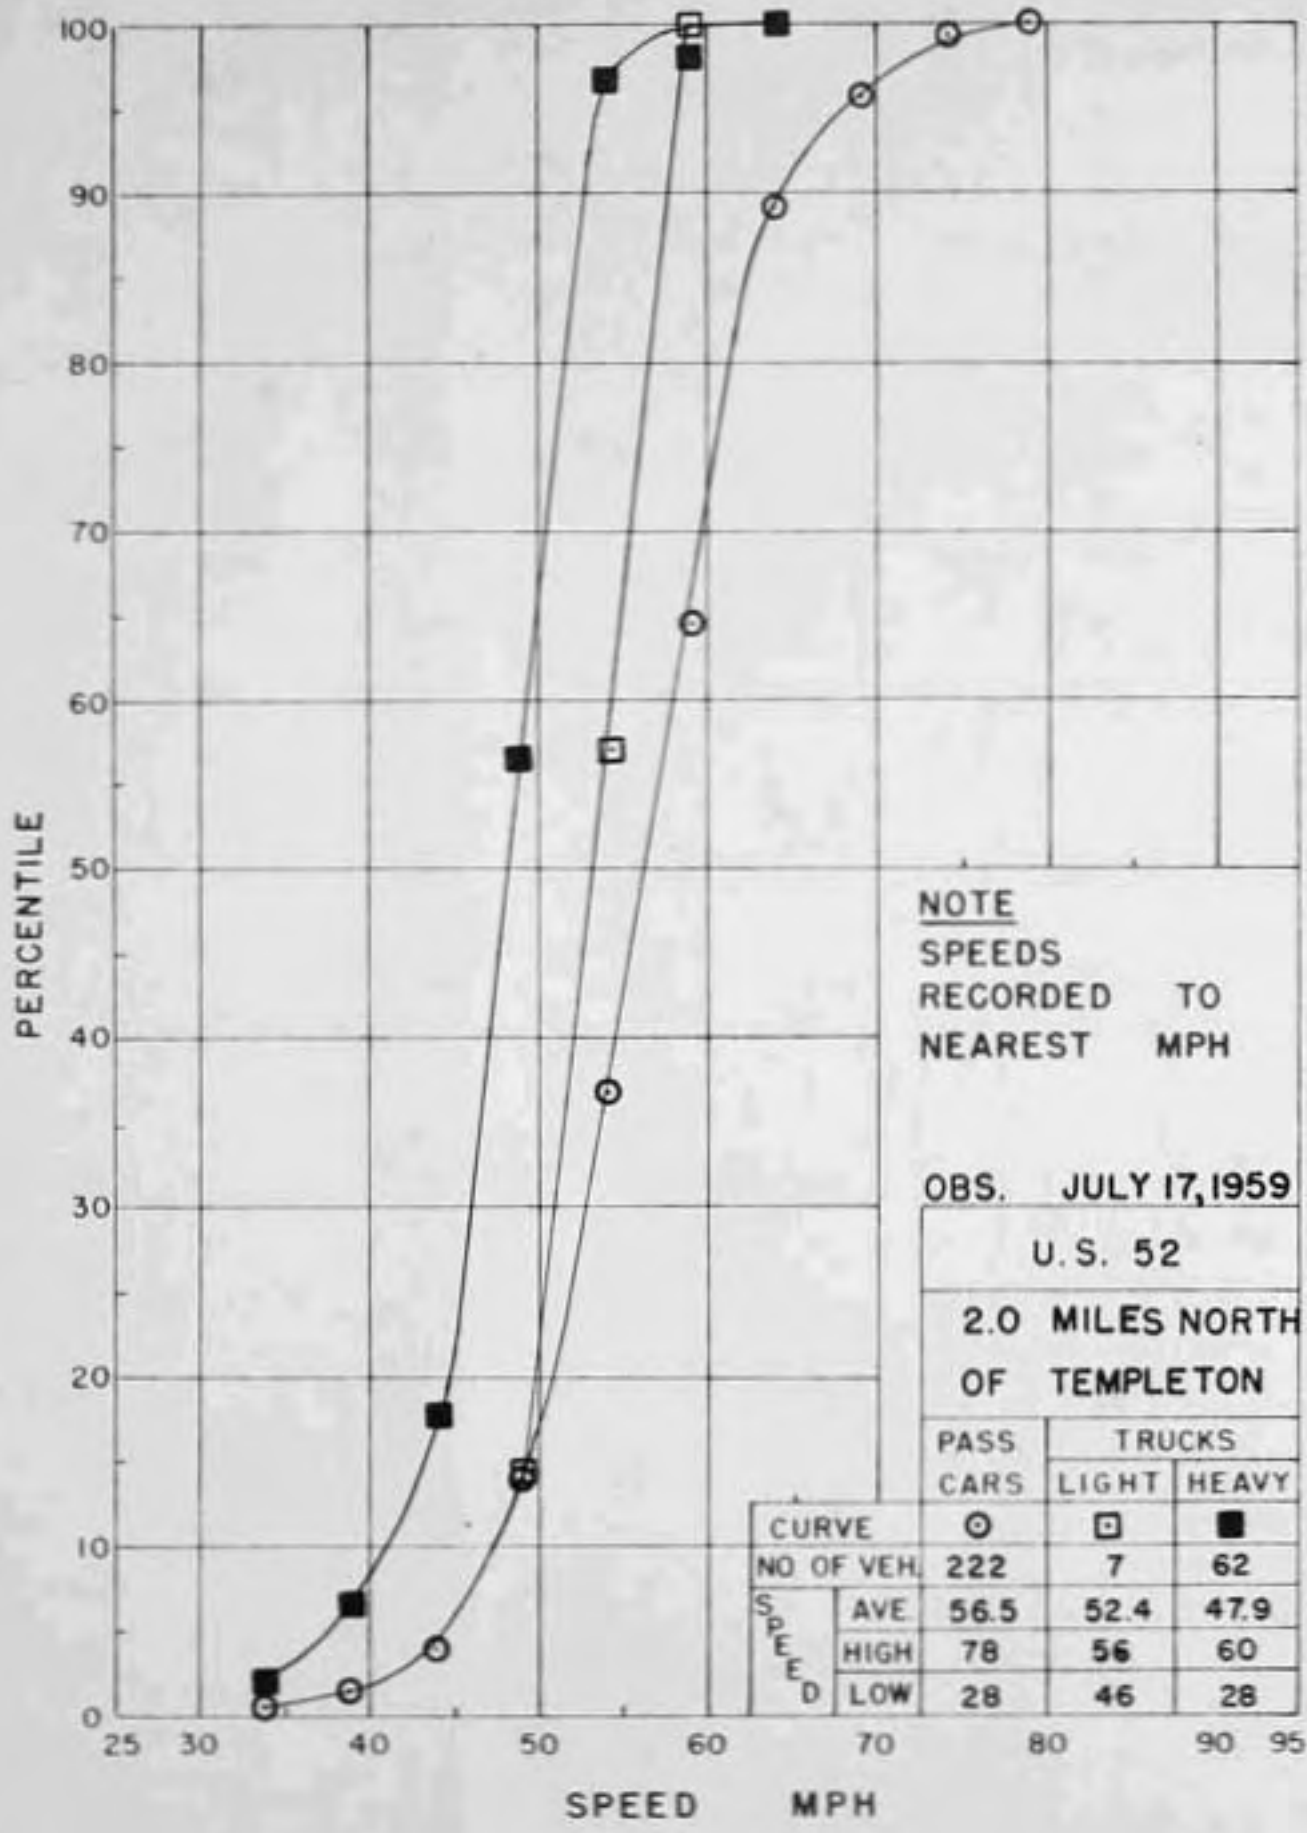 100
90
80
70
60
50
40
30
20
10
0
PERCENTILE
25 30 40 50 60 70 80 90 95
SPEED MPH
NOTE
SPEEDS
RECORDED TO
NEAREST MPH
OBS. JULY 17, 1959
U.S. 52
2.0 MILES NORTH
OF TEMPLETON
PASS TRUCKS
CARS LIGHT HEAVY
CURVE
NO OF VEH. 222 7 62
SPEED
AVE. 56.5 52.4 47.9
HIGH 78 56 60
LOW 28 46 28